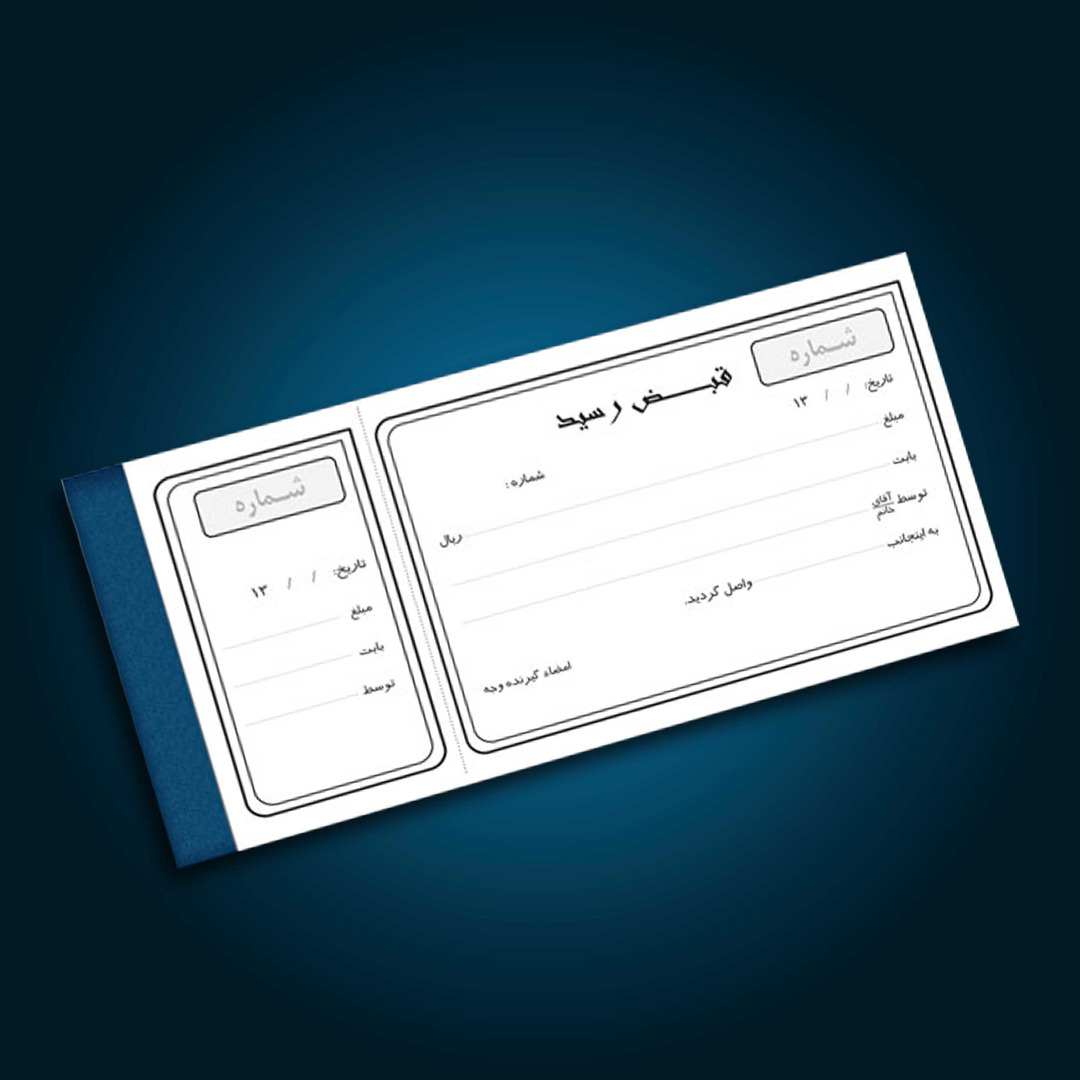 شماره
قبض رسید
تاریخ: / / ۱۳
مبلغ
شماره :
ریال
بابت
توسط آقای
خانم
به اینجانب
واصل گردید.
امضاء گیرنده وجه
شماره
تاریخ: / / ۱۳
مبلغ
بابت
توسط